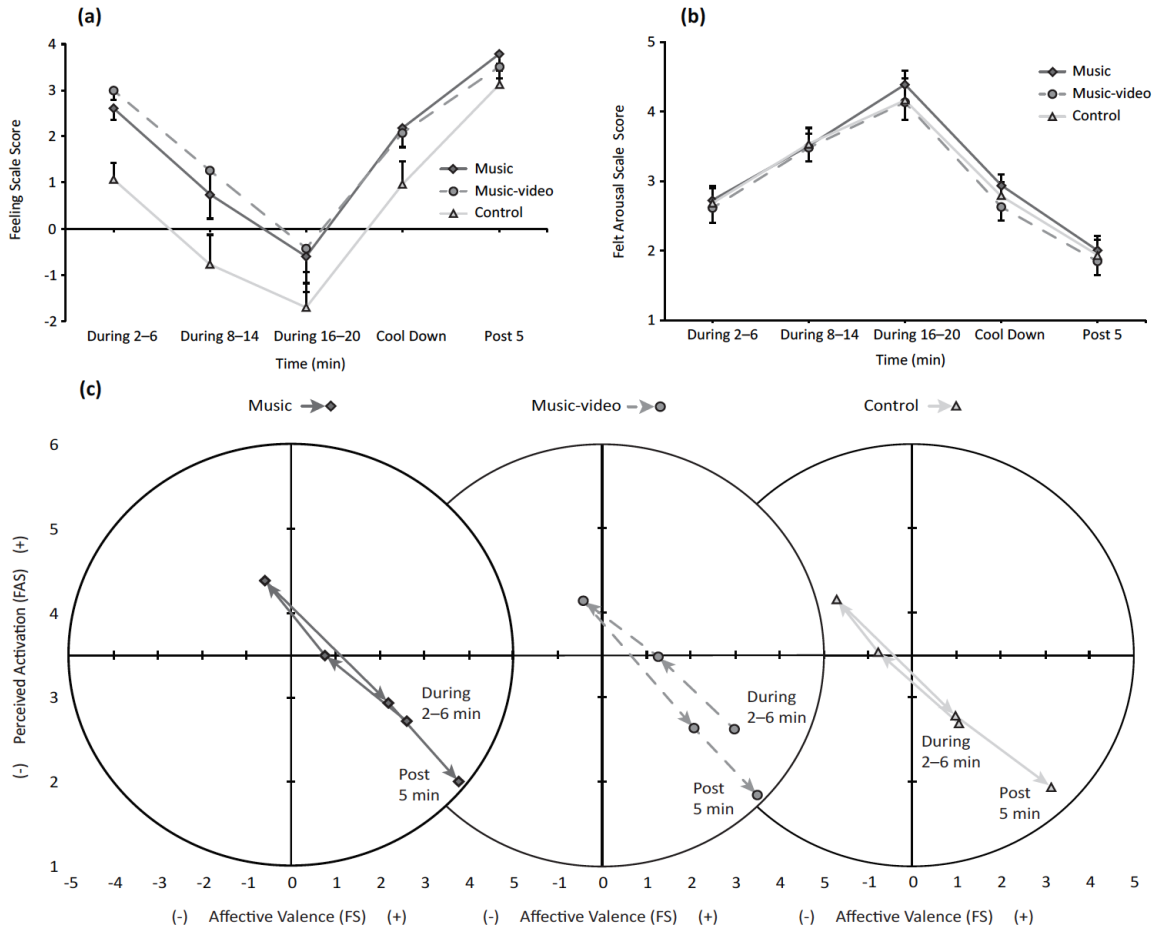 (a)
Feeling Scale Score
4
3
2
1
0
-1
-2
Music
Music-video
Control
During 2–6 During 8–14 During 16–20 Cool Down Post 5
Time (min)
(b)
Felt Arousal Scale Score
5
4
3
2
1
Music
Music-video
Control
During 2–6 During 8–14 During 16–20 Cool Down Post 5
Time (min)
(c)
Music Music-video Control
Perceived Activation (FAS)
(-) (+)
6
5
4
3
2
1
During
2–6 min
Post
5 min
During
2–6 min
Post
5 min
During
2–6 min
Post
5 min
-5 -4 -3 -2 -1 0 1 2 3 4 5 -5 -4 -3 -2 -1 0 1 2 3 4 5
0 1 2 3 4 5
(-) Affective Valence (FS) (+) (-) Affective Valence (FS) (+) (-) Affective Valence (FS) (+)